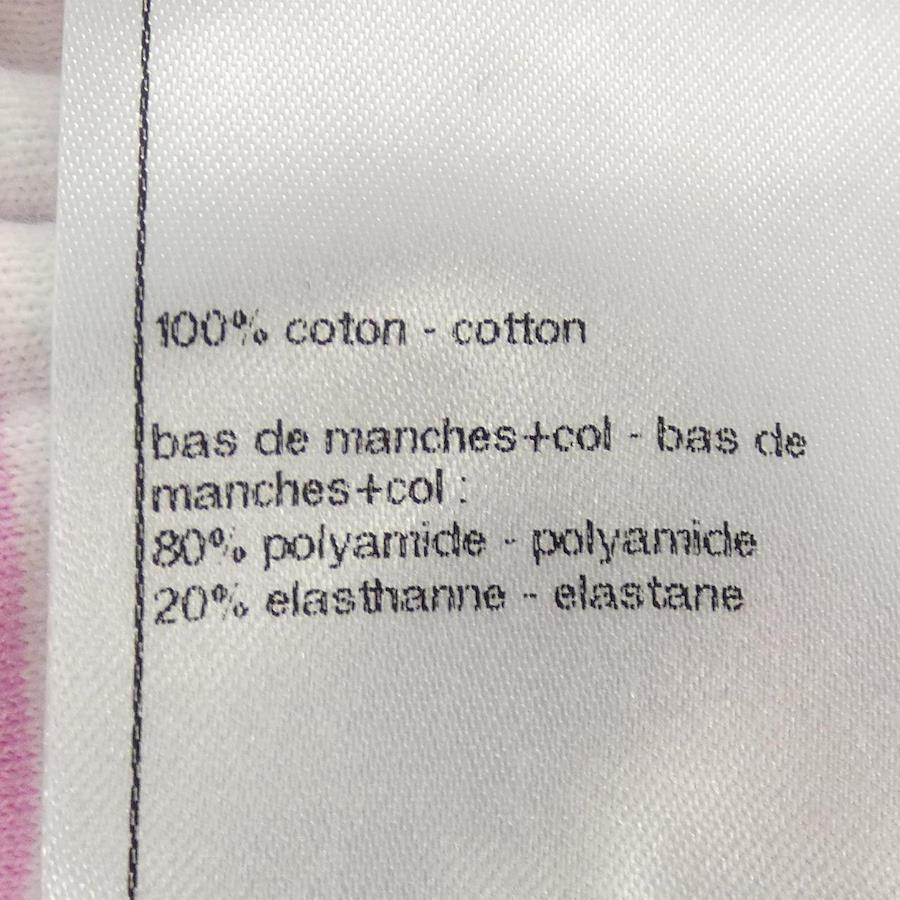 100% coton - cotton
bas de manches+col - bas de
manches+col :
80% polyamide - polyamide
20% elasthanne - elastane